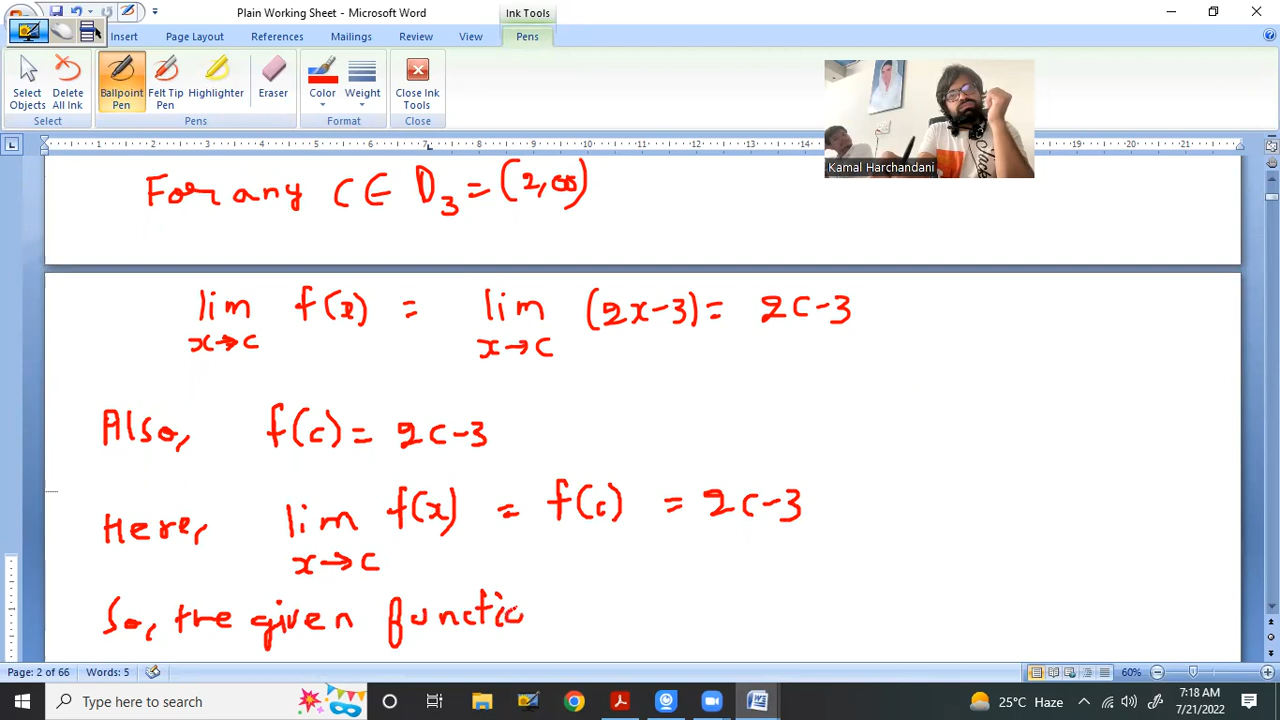 Plain Working Sheet - Microsoft Word
Ink Tools
Insert Page Layout References Mailings Review View Pens
Select Objects
Delete All Ink
Ballpoint Pen
Felt Tip Pen
Highlighter
Eraser
Color
Weight
Close Ink Tools
Select Pens Format Close
Kamal Harchandani
For any C ∈ D₃ = (2, ∞)
lim x→c f(x) = lim x→c (2x-3) = 2c-3
Also, f(c) = 2c-3
Here, lim x→c f(x) = f(c) = 2c-3
So, the given functio
Page: 2 of 66 Words: 5 60%
Type here to search
25°C Haze
7:18 AM
7/21/2022